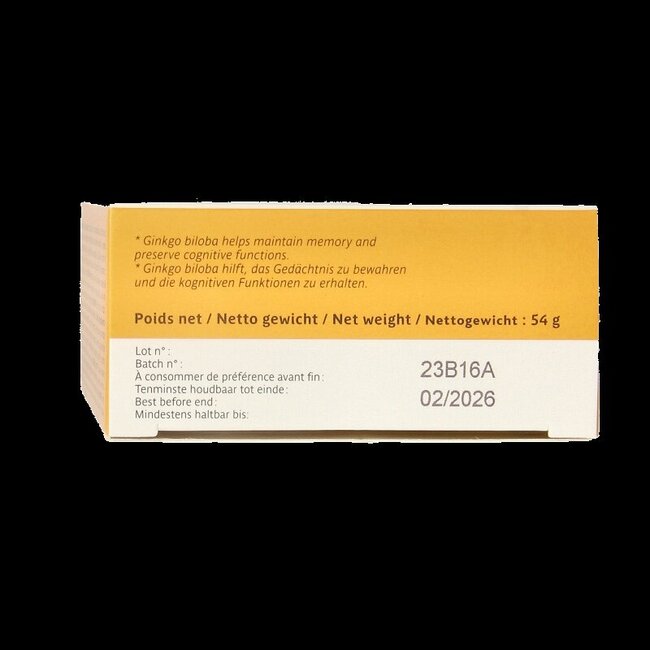 * Ginkgo biloba helps maintain memory and
preserve cognitive functions.
* Ginkgo biloba hilft, das Gedächtnis zu bewahren
und die kognitiven Funktionen zu erhalten.
Poids net / Netto gewicht / Net weight / Nettogewicht : 54 g
Lot n° :
Batch n° :
À consommer de préférence avant fin :
Tenminste houdbaar tot einde :
Best before end :
Mindestens haltbar bis:
23B16A
02/2026